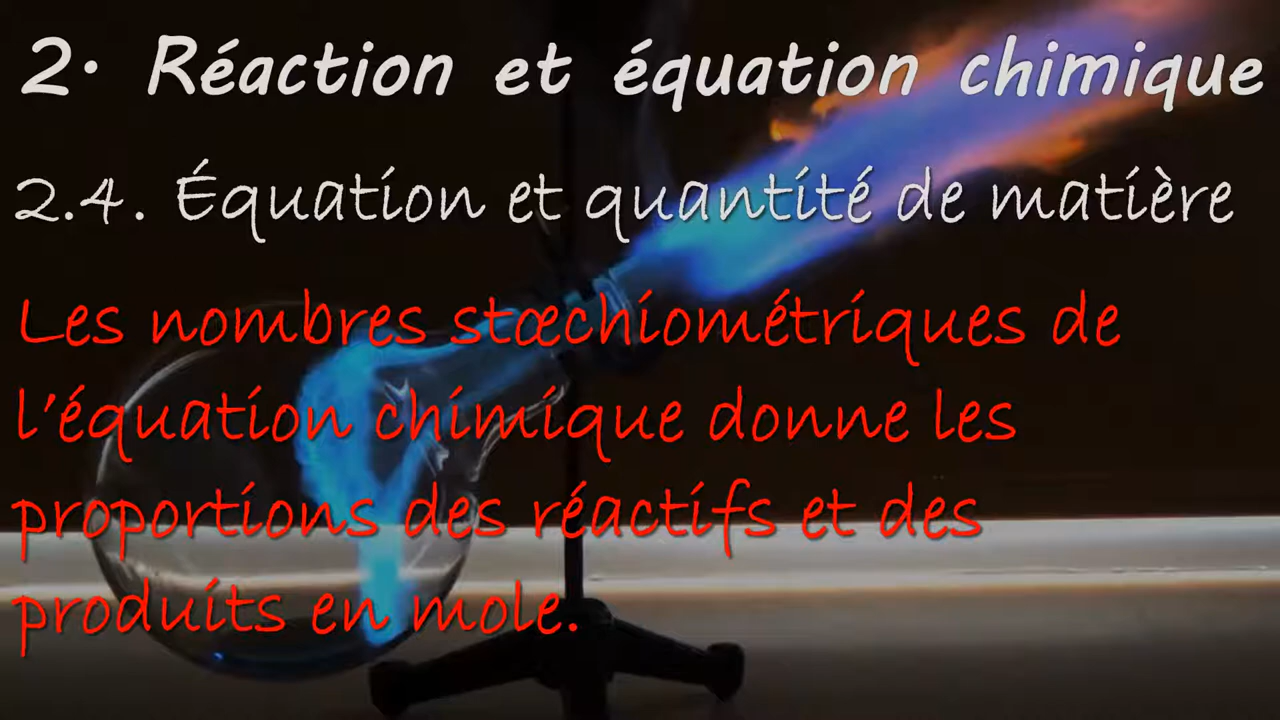 2. Réaction et équation chimique
2.4. Équation et quantité de matière
Les nombres stœchiométriques de
l'équation chimique donne les
proportions des réactifs et des
produits en mole.